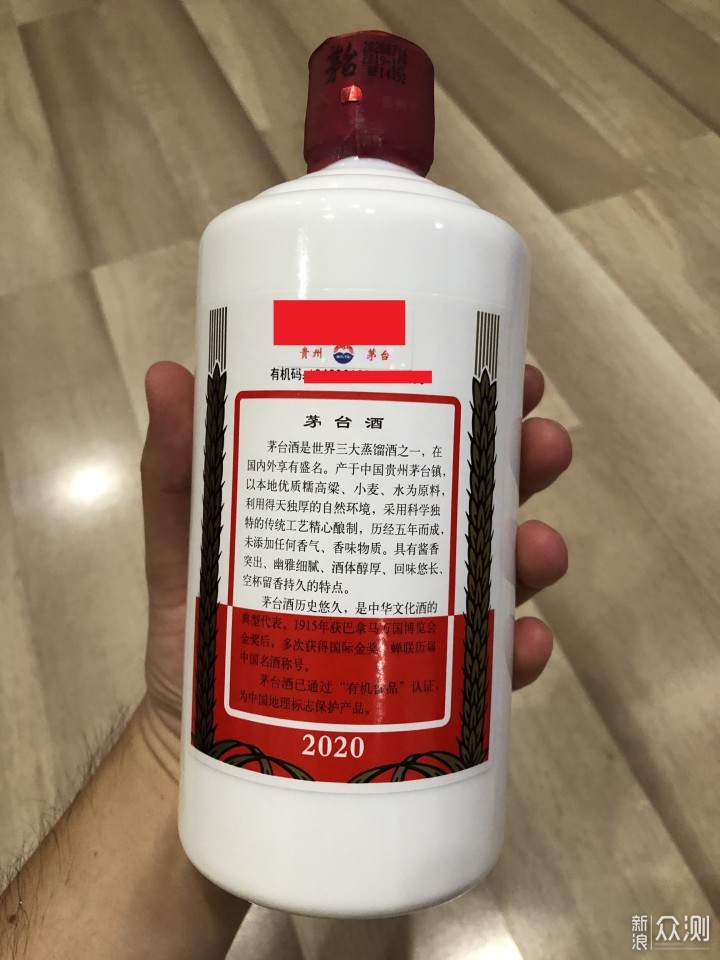 茅台
20200714
2019-180
贵州 茅台
有机码:
茅台酒
茅台酒是世界三大蒸馏酒之一，在
国内外享有盛名。产于中国贵州茅台镇，
以本地优质糯高粱、小麦、水为原料，
利用得天独厚的自然环境，采用科学独
特的传统工艺精心酿制，历经五年而成，
未添加任何香气、香味物质。具有酱香
突出、幽雅细腻、酒体醇厚、回味悠长、
空杯留香持久的特点。
茅台酒历史悠久，是中华文化酒的
典型代表。1915年获巴拿马万国博览会
金奖后，多次获得国际金奖，蝉联历届
中国名酒称号。
茅台酒已通过“有机食品”认证，
为中国地理标志保护产品。
2020
新浪 众测